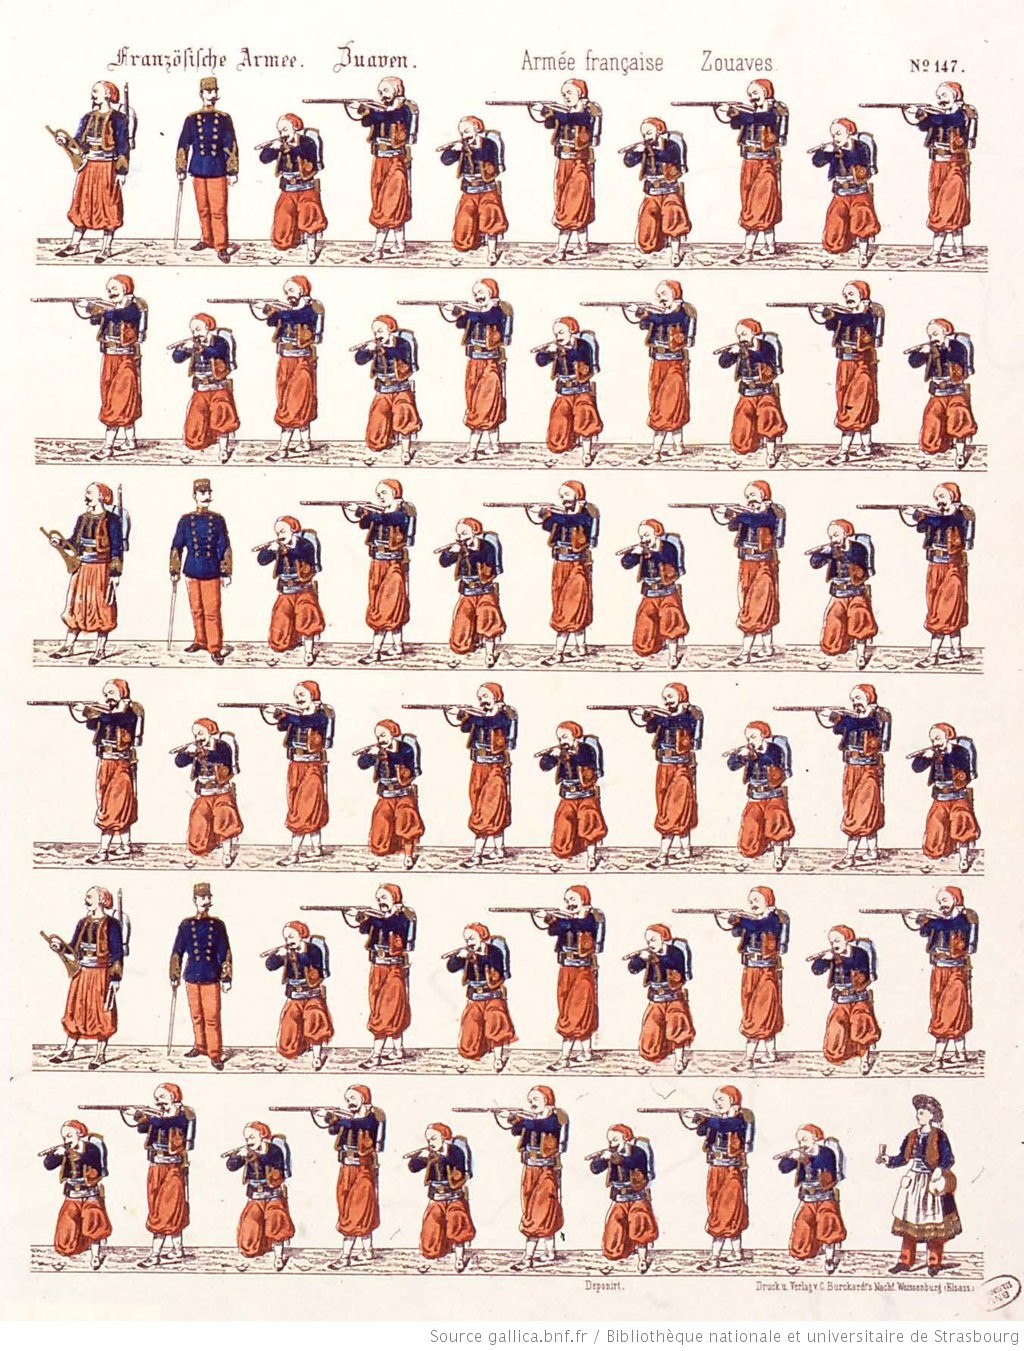 Französische Armee. Zuaven. Armée française Zouaves. Nº 147.
Deponirt. Druck u. Verlag v. C. Burckardt's Nachf. Weissenburg (Elsass.)
BNU
Source gallica.bnf.fr / Bibliothèque nationale et universitaire de Strasbourg